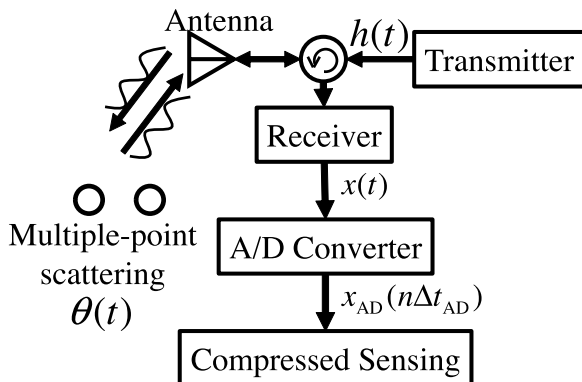 Antenna
h(t)
Transmitter
Receiver
x(t)
Multiple-point
scattering
θ(t)
A/D Converter
x_AD(nΔt_AD)
Compressed Sensing